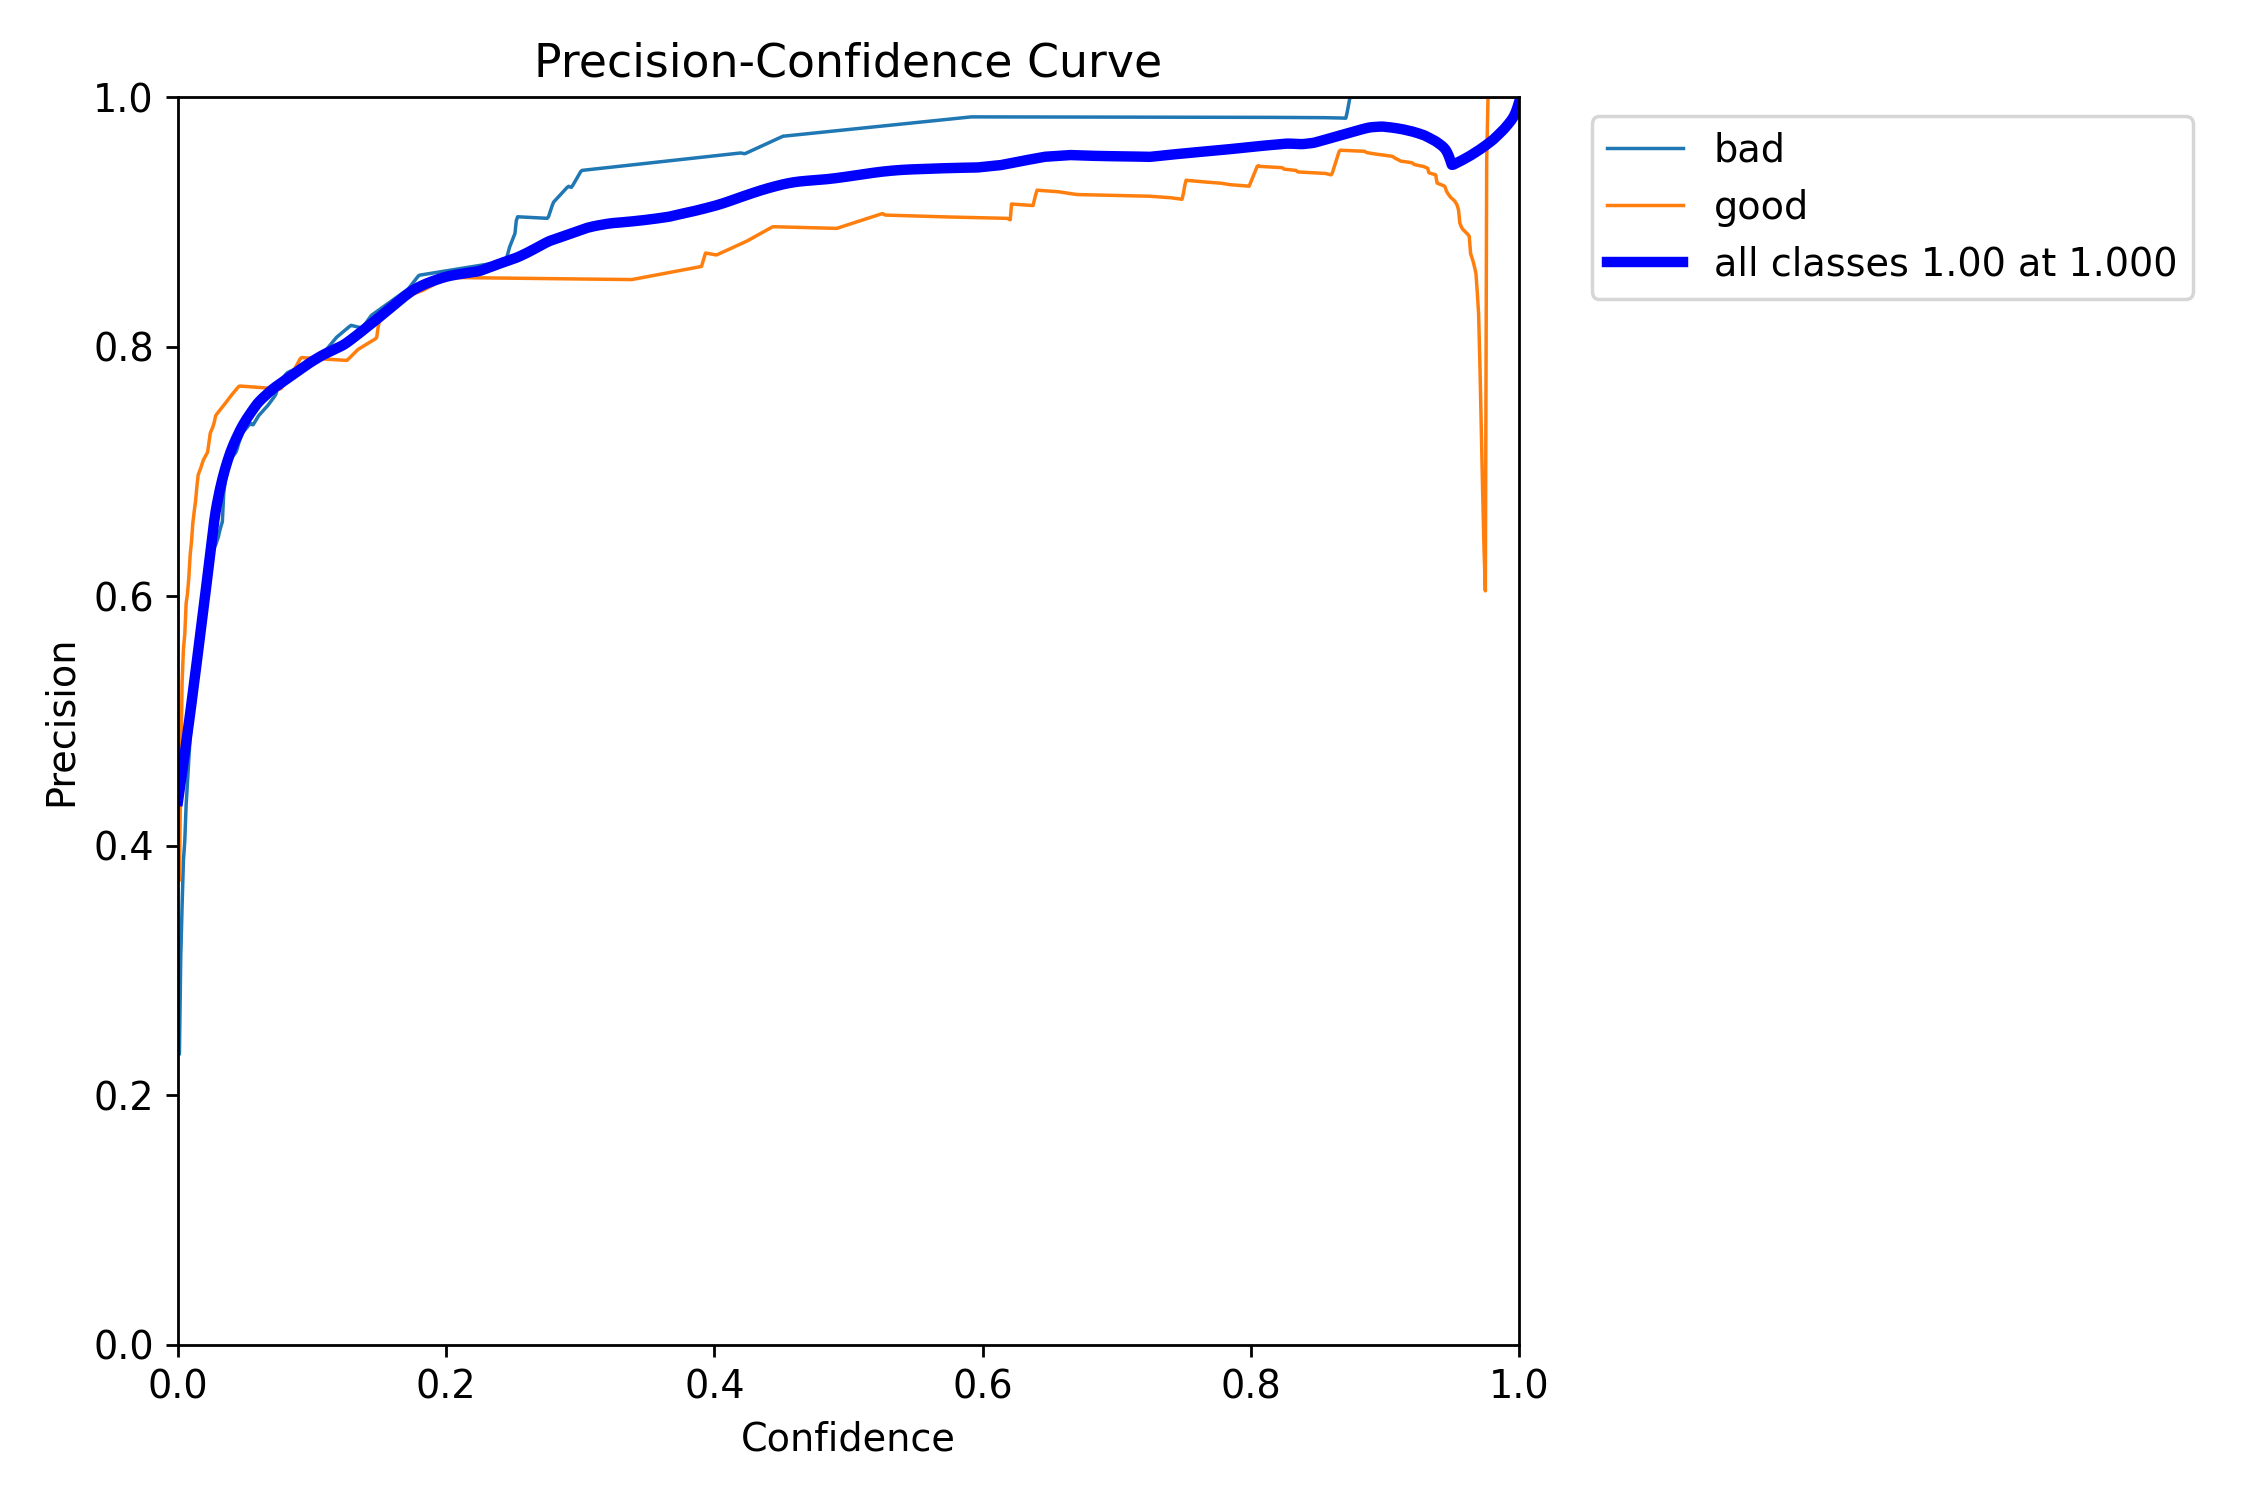 Precision-Confidence Curve
1.0
0.8
0.6
0.4
0.2
0.0
Precision
0.0 0.2 0.4 0.6 0.8 1.0
Confidence
bad
good
all classes 1.00 at 1.000